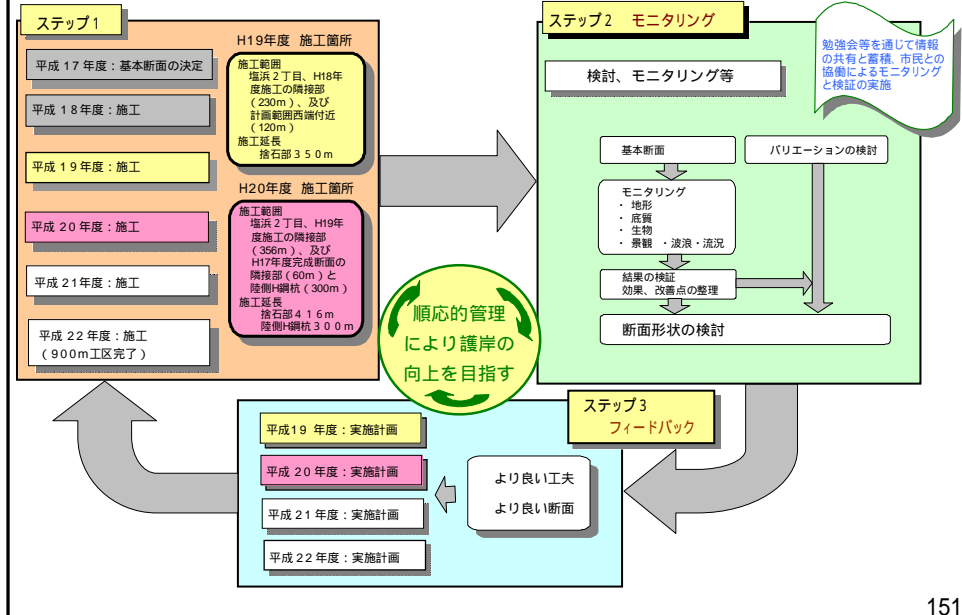 ステップ1
平成17年度：基本断面の決定
平成18年度：施工
平成19年度：施工
平成20年度：施工
平成21年度：施工
平成22年度：施工
(900m工区完了)
H19年度 施工箇所
施工範囲
塩浜2丁目、H18年
度施工の隣接部
(230m)、及び
計画範囲西端付近
(120m)
施工延長
捨石部350m
H20年度 施工箇所
施工範囲
塩浜2丁目、H19年
度施工の隣接部
(356m)、及び
H17年度完成断面の
隣接部(60m)と
陸側H鋼杭(300m)
施工延長
捨石部416m
陸側H鋼杭300m
ステップ2 モニタリング
勉強会等を通じて情報
の共有と蓄積、市民との
協働によるモニタリング
と検証の実施
検討、モニタリング等
基本断面
バリエーションの検討
モニタリング
・ 地形
・ 底質
・ 生物
・ 景観 ・波浪・流況
結果の検証
効果、改善点の整理
断面形状の検討
順応的管理
により護岸の
向上を目指す
ステップ3
フィードバック
平成19 年度：実施計画
平成20年度：実施計画
平成21年度：実施計画
平成22年度：実施計画
より良い工夫
より良い断面
151